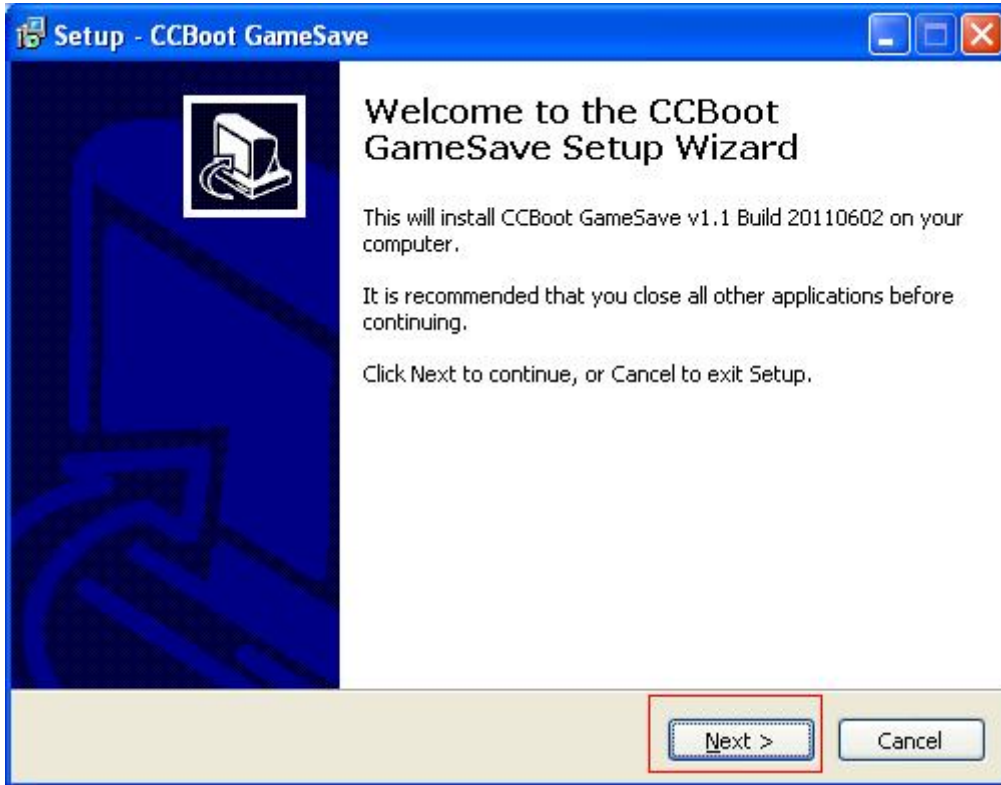 Setup - CCBoot GameSave
Welcome to the CCBoot
GameSave Setup Wizard
This will install CCBoot GameSave v1.1 Build 20110602 on your
computer.
It is recommended that you close all other applications before
continuing.
Click Next to continue, or Cancel to exit Setup.
Next >
Cancel